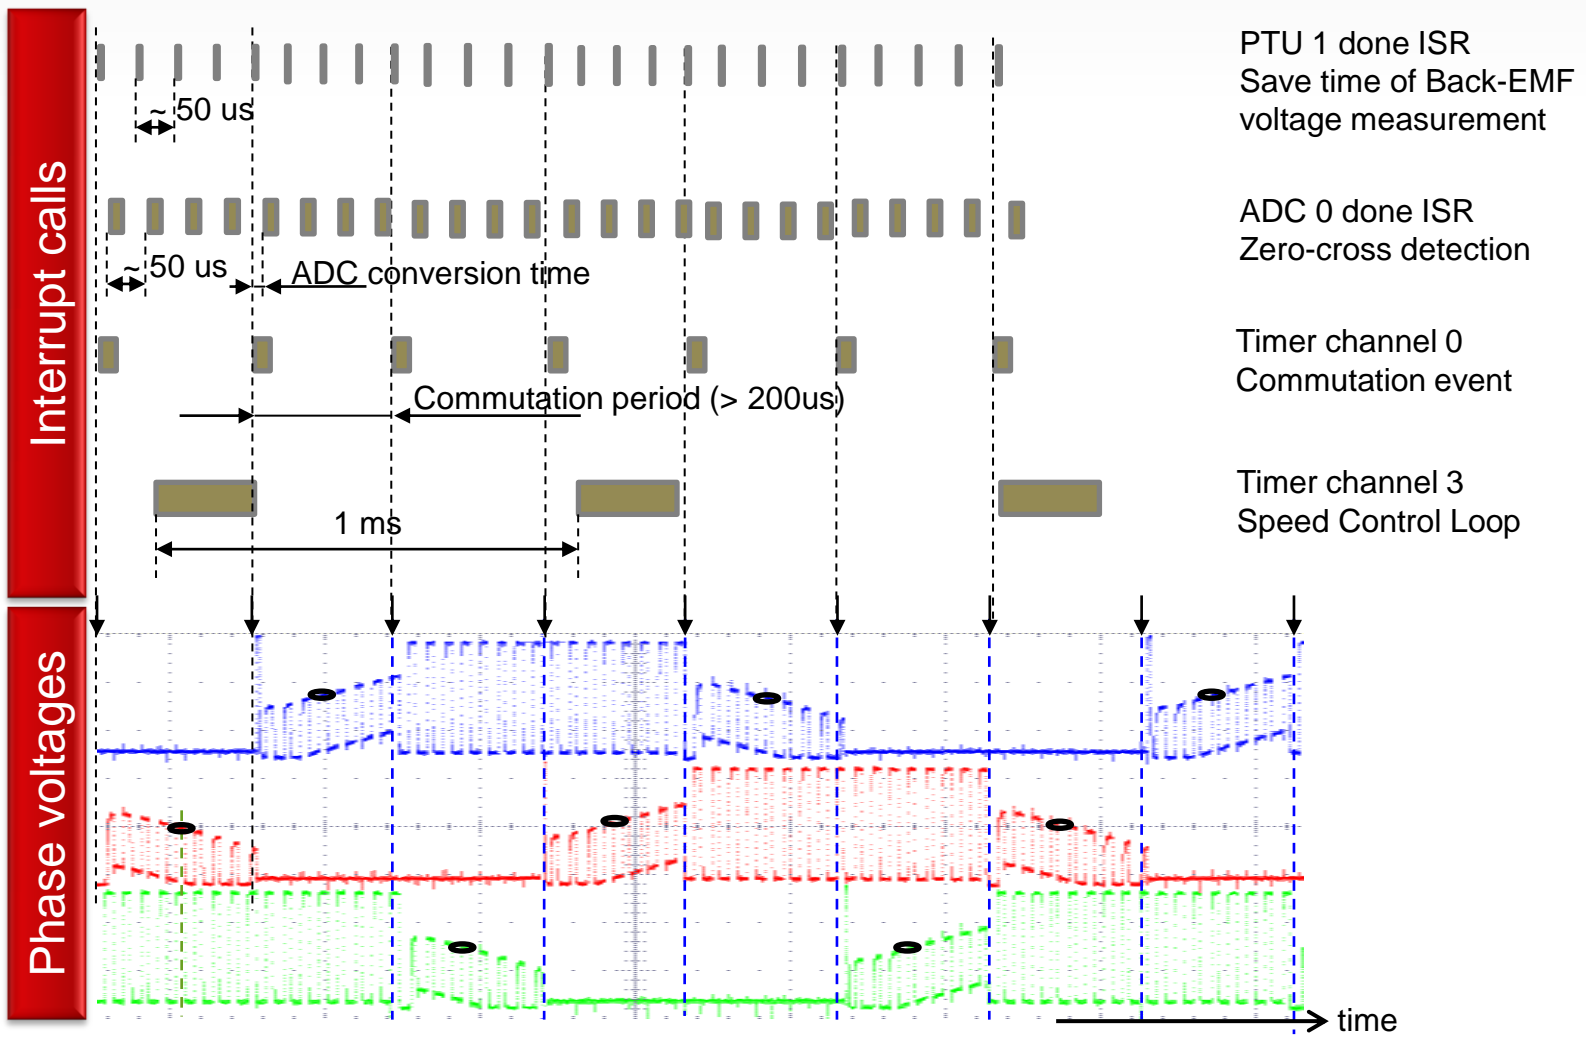 Interrupt calls
PTU 1 done ISR
Save time of Back-EMF
voltage measurement
~ 50 us
ADC 0 done ISR
Zero-cross detection
~ 50 us
ADC conversion time
Timer channel 0
Commutation event
Commutation period (> 200us)
Timer channel 3
Speed Control Loop
1 ms
Phase voltages
time